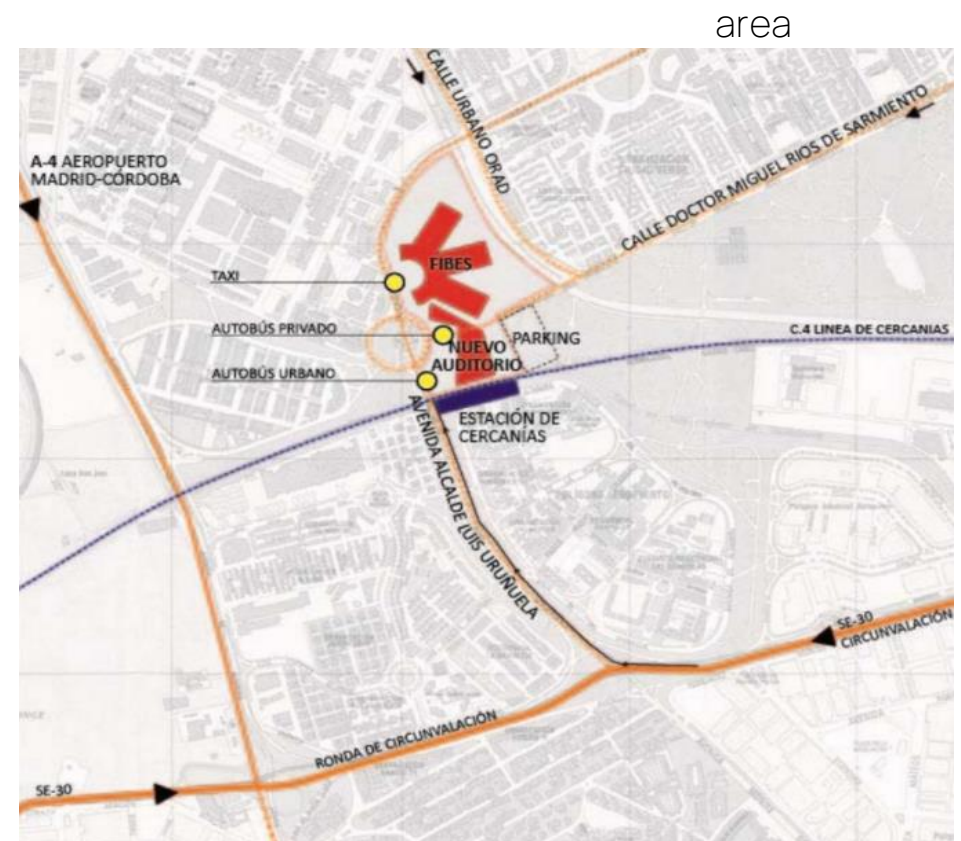 area
CALLE URBANO ORAD
A-4 AEROPUERTO
MADRID-CÓRDOBA
CALLE DOCTOR MIGUEL RIOS DE SARMIENTO
FIBES
TAXI
AUTOBÚS PRIVADO
PARKING
C.4 LINEA DE CERCANIAS
NUEVO
AUDITORIO
AUTOBÚS URBANO
ESTACIÓN DE
CERCANÍAS
AVENIDA ALCALDE LUIS URUÑUELA
SE-30
CIRCUNVALACIÓN
RONDA DE CIRCUNVALACIÓN
SE-30